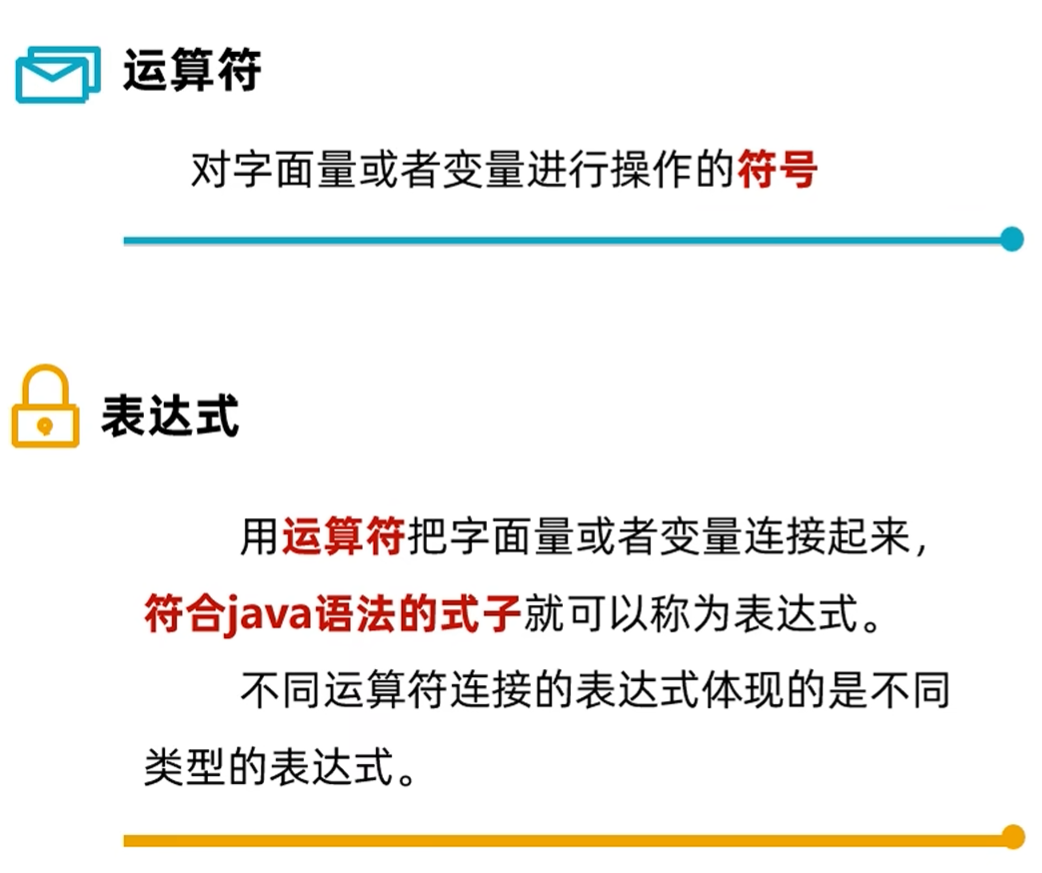 运算符
对字面量或者变量进行操作的符号
表达式
用运算符把字面量或者变量连接起来，
符合java语法的式子就可以称为表达式。
不同运算符连接的表达式体现的是不同
类型的表达式。